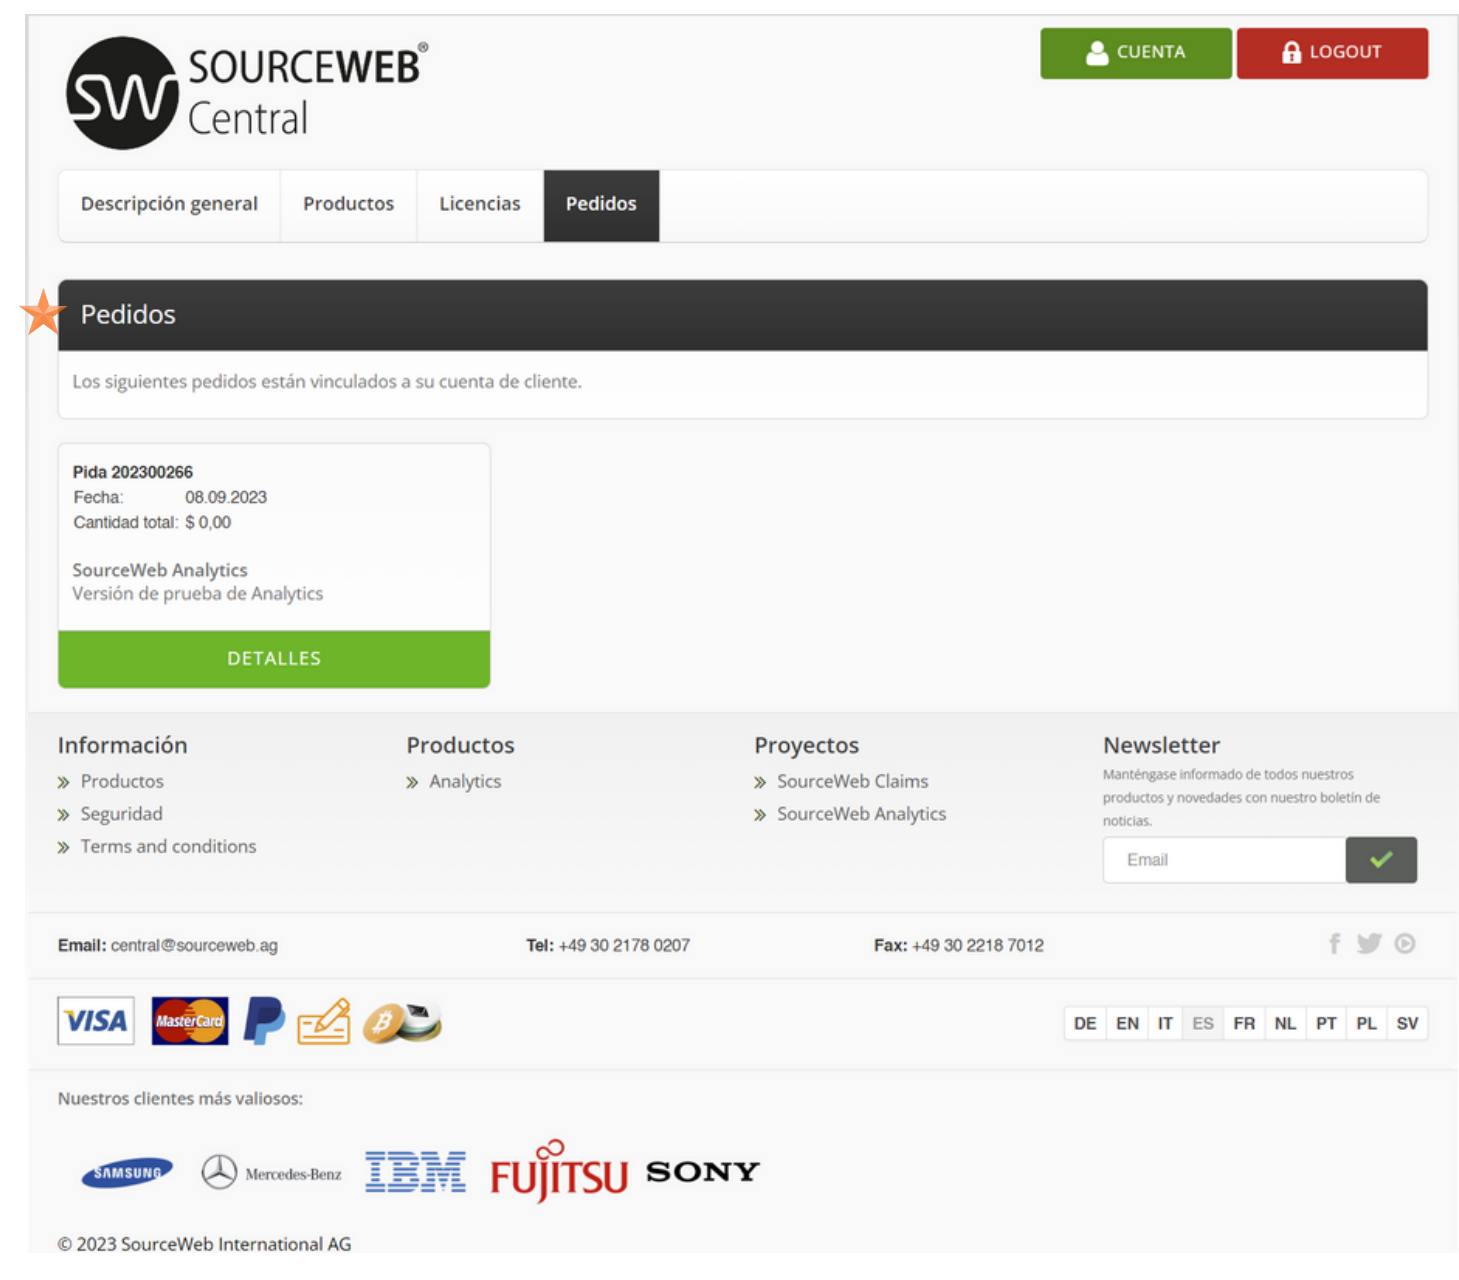 SW SOURCEWEB®
Central
CUENTA
LOGOUT
Descripción general Productos Licencias Pedidos
Pedidos
Los siguientes pedidos están vinculados a su cuenta de cliente.
Pida 202300266
Fecha: 08.09.2023
Cantidad total: $ 0,00
SourceWeb Analytics
Versión de prueba de Analytics
DETALLES
Información
Productos
Seguridad
Terms and conditions
Productos
Analytics
Proyectos
SourceWeb Claims
SourceWeb Analytics
Newsletter
Manténgase informado de todos nuestros
productos y novedades con nuestro boletín de
noticias.
Email
Email: central@sourceweb.ag Tel: +49 30 2178 0207 Fax: +49 30 2218 7012
VISA MasterCard
DE EN IT ES FR NL PT PL SV
Nuestros clientes más valiosos:
SAMSUNG Mercedes-Benz IBM FUJITSU SONY
© 2023 SourceWeb International AG